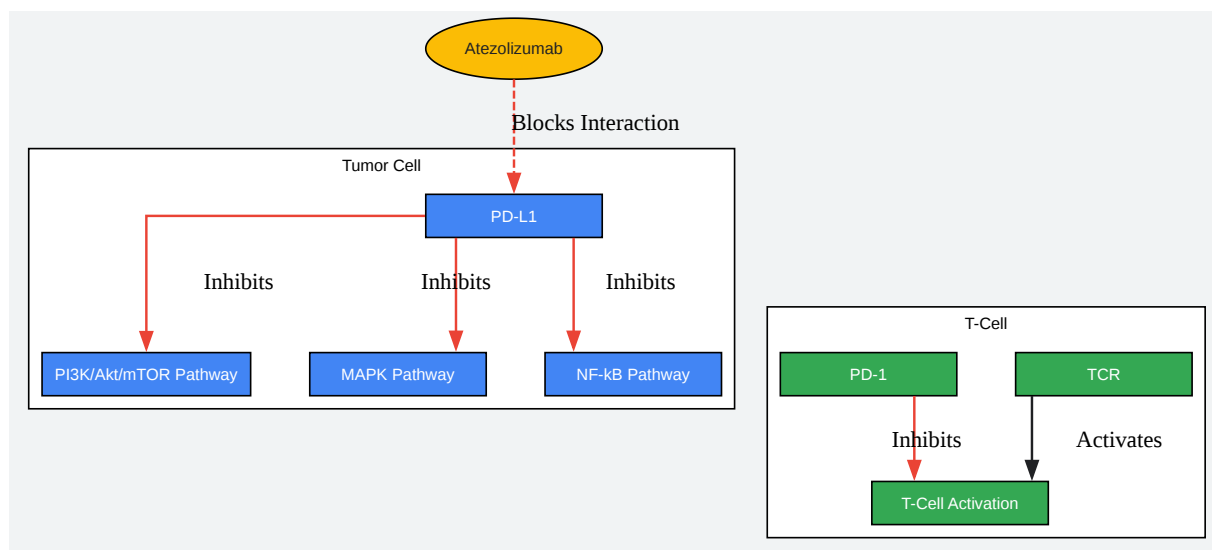 Atezolizumab
Blocks Interaction
Tumor Cell
PD-L1
Inhibits
Inhibits
Inhibits
PI3K/Akt/mTOR Pathway
MAPK Pathway
NF-kB Pathway
T-Cell
PD-1
TCR
Inhibits
Activates
T-Cell Activation